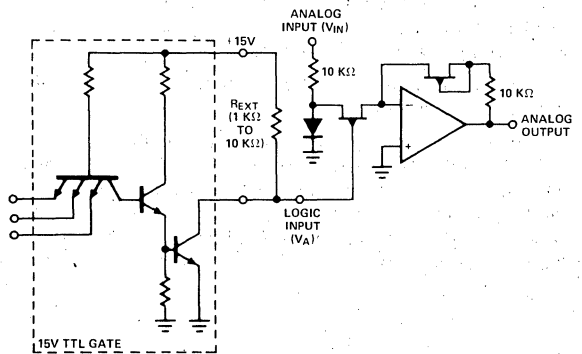 +15V
ANALOG
INPUT (VIN)
10 KΩ
REXT
(1 KΩ
TO
10 KΩ)
10 KΩ
−
+
ANALOG
OUTPUT
LOGIC
INPUT
(VA)
15V TTL GATE